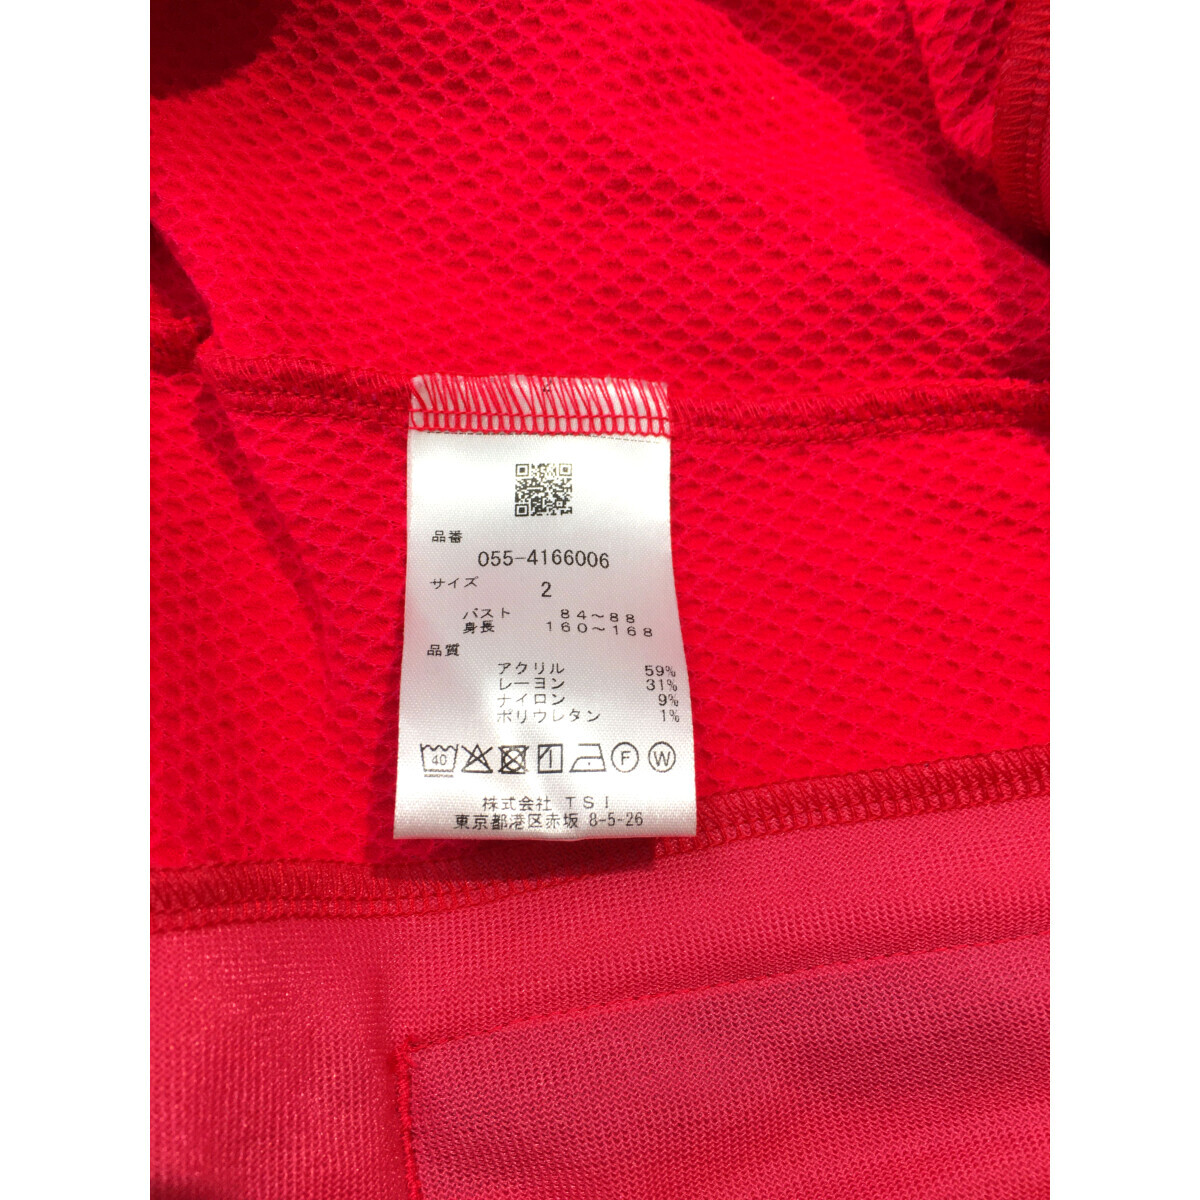 品番
055-4166006
サイズ
2
バスト 84～88
身長 160～168
品質
アクリル 59%
レーヨン 31%
ナイロン 9%
ポリウレタン 1%
40 F W
株式会社 TSI
東京都港区赤坂 8-5-26